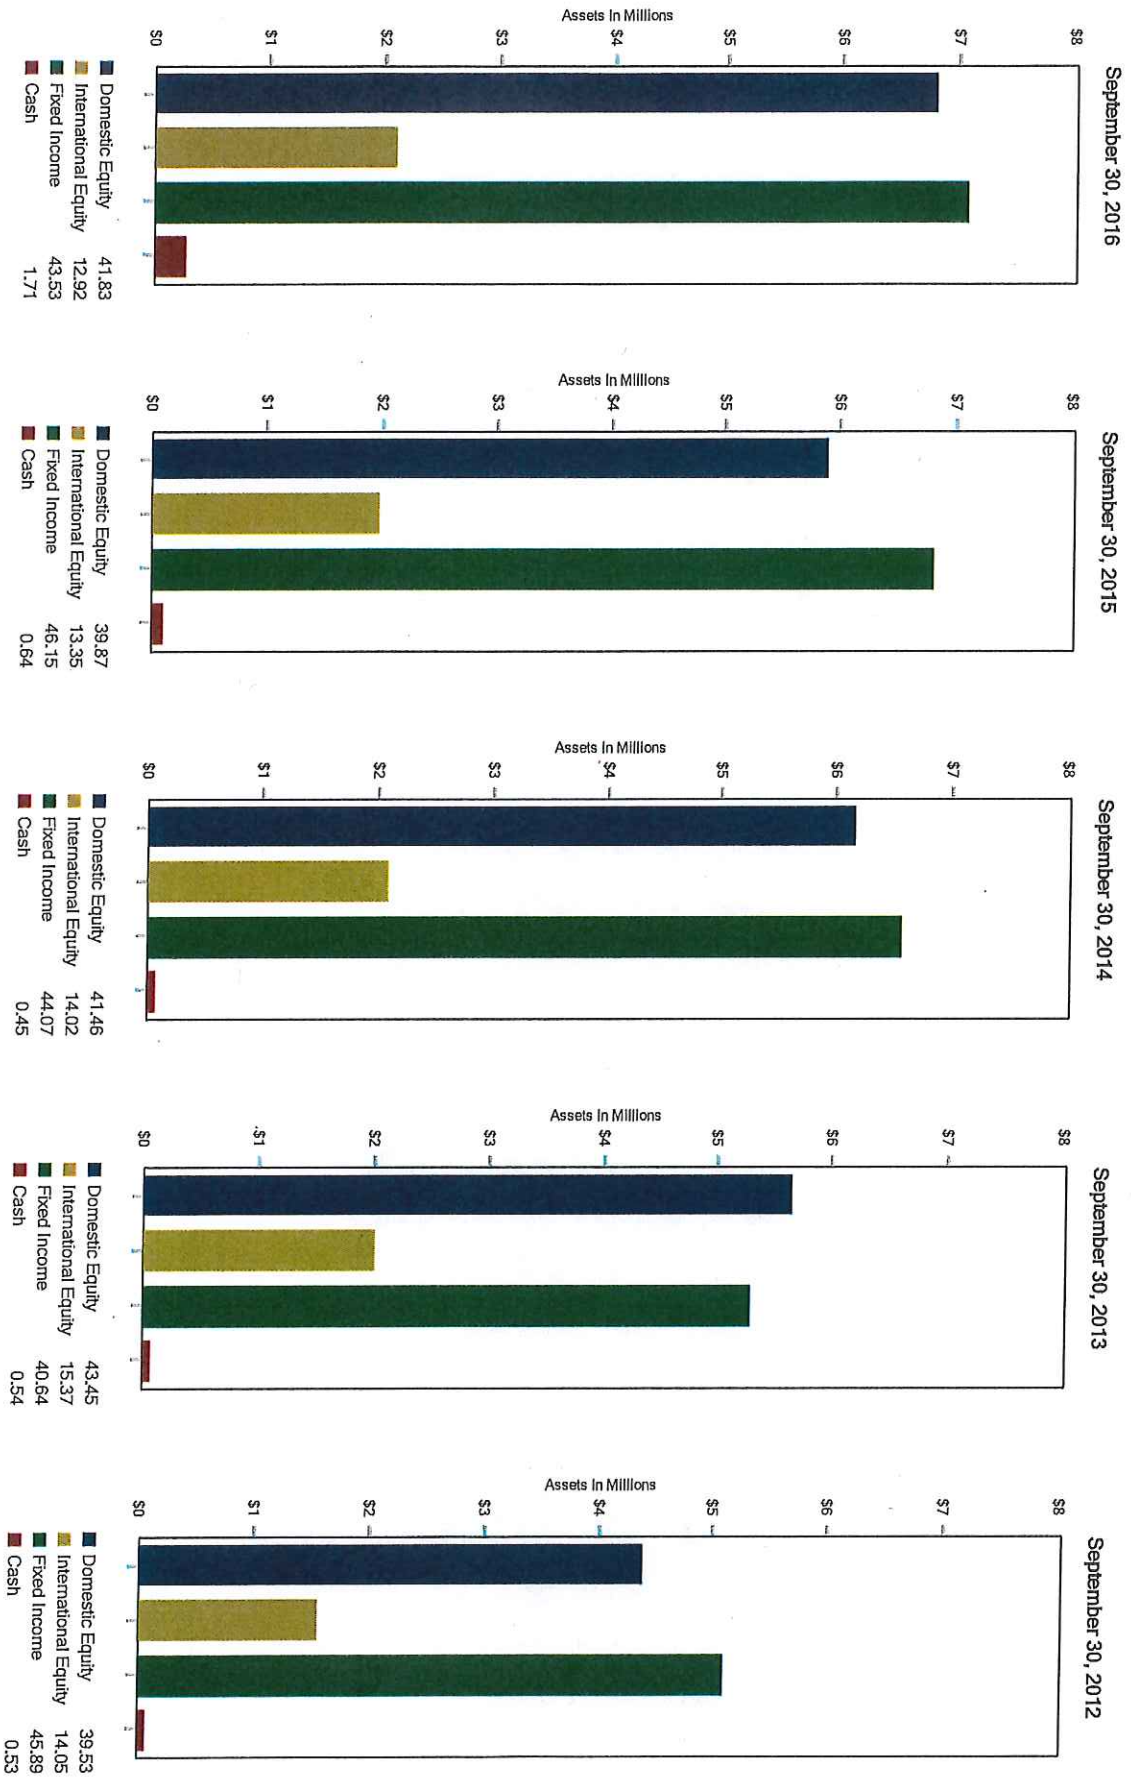 September 30, 2016
Assets In Millions
$8
$7
$6
$5
$4
$3
$2
$1
$0
Domestic Equity 41.83
International Equity 12.92
Fixed Income 43.53
Cash 1.71
September 30, 2015
Assets In Millions
$8
$7
$6
$5
$4
$3
$2
$1
$0
Domestic Equity 39.87
International Equity 13.35
Fixed Income 46.15
Cash 0.64
September 30, 2014
Assets In Millions
$8
$7
$6
$5
$4
$3
$2
$1
$0
Domestic Equity 41.46
International Equity 14.02
Fixed Income 44.07
Cash 0.45
September 30, 2013
Assets In Millions
$8
$7
$6
$5
$4
$3
$2
$1
$0
Domestic Equity 43.45
International Equity 15.37
Fixed Income 40.64
Cash 0.54
September 30, 2012
Assets In Millions
$8
$7
$6
$5
$4
$3
$2
$1
$0
Domestic Equity 39.53
International Equity 14.05
Fixed Income 45.89
Cash 0.53